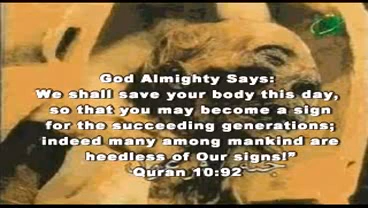 God Almighty Says:
We shall save your body this day,
so that you may become a sign
for the succeeding generations;
indeed many among mankind are
heedless of Our signs!"
Quran 10:92